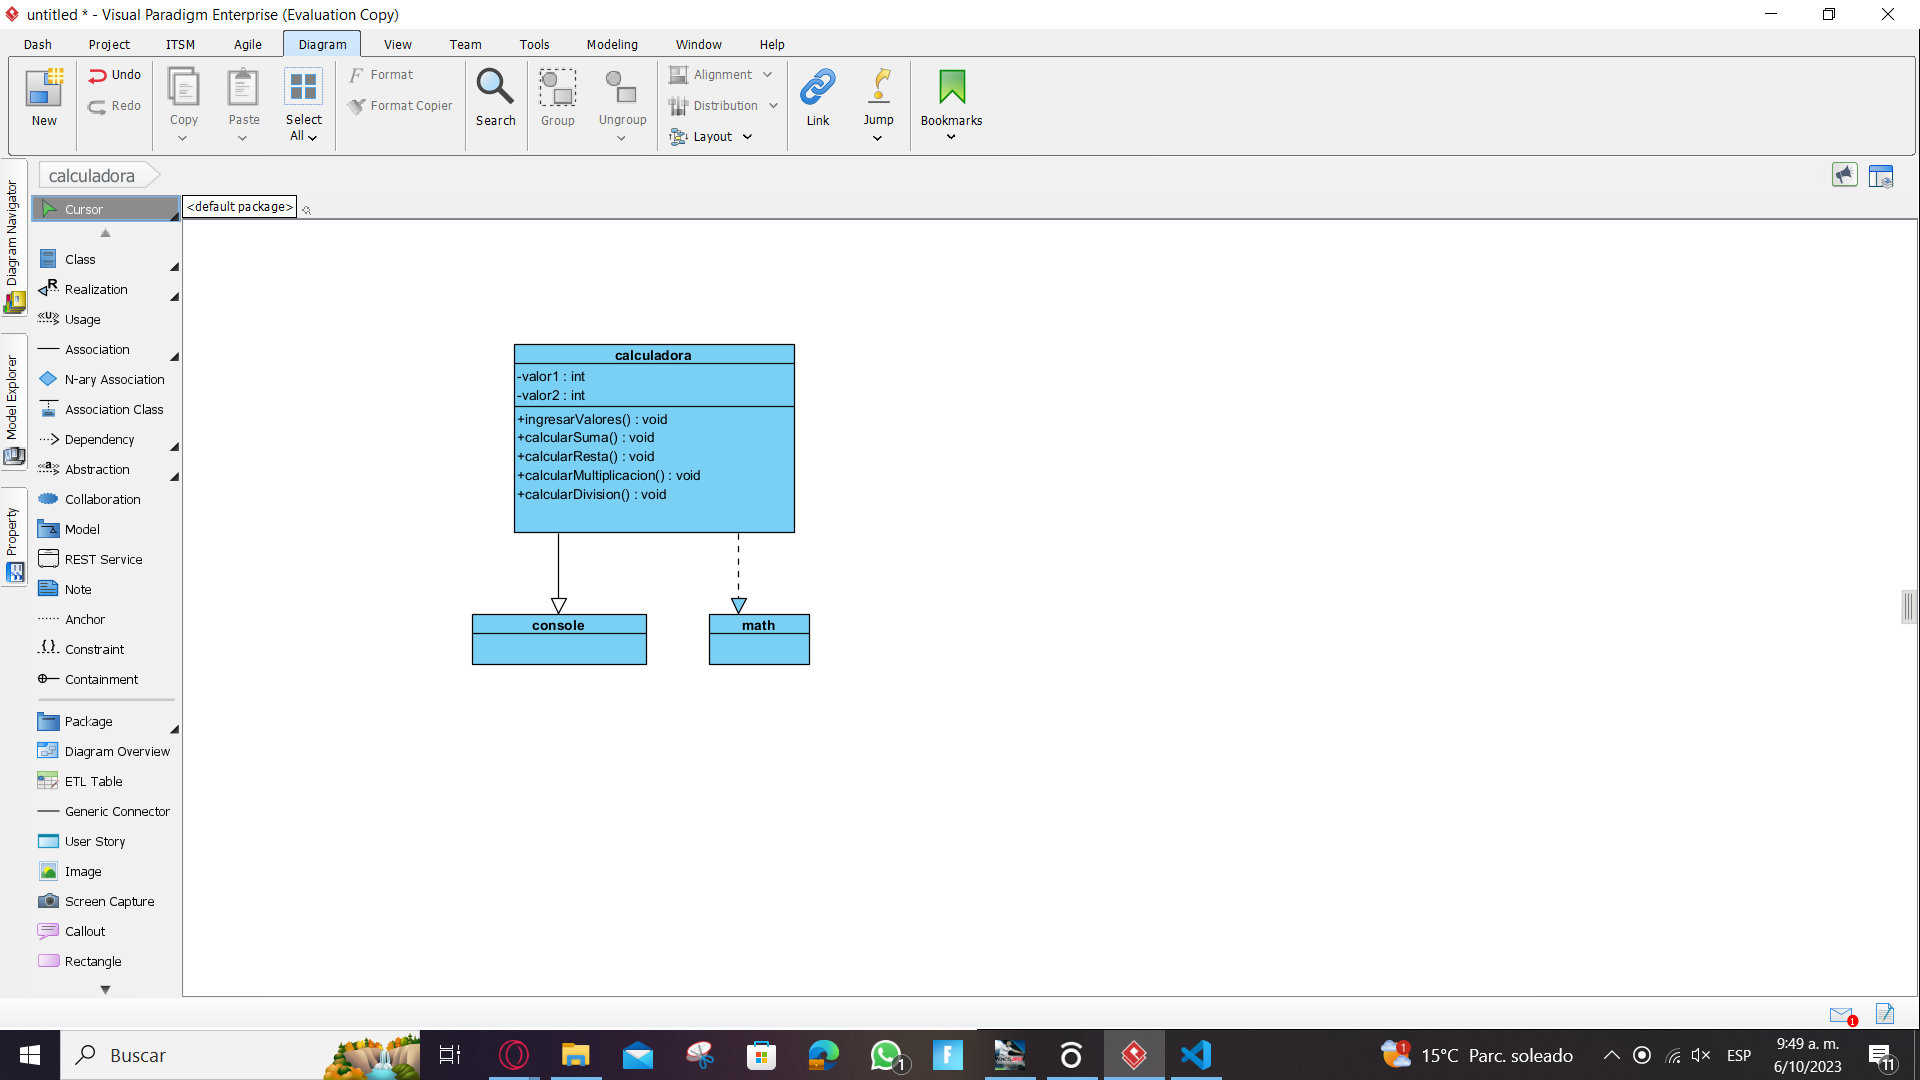 untitled * - Visual Paradigm Enterprise (Evaluation Copy)
Dash Project ITSM Agile Diagram View Team Tools Modeling Window Help
New
Undo
Redo
Copy
Paste
Select
All
Format
Format Copier
Search
Group
Ungroup
Alignment
Distribution
Layout
Link
Jump
Bookmarks
calculadora
Diagram Navigator
Model Explorer
Property
Cursor
<default package>
Class
Realization
Usage
Association
N-ary Association
Association Class
Dependency
Abstraction
Collaboration
Model
REST Service
Note
Anchor
Constraint
Containment
Package
Diagram Overview
ETL Table
Generic Connector
User Story
Image
Screen Capture
Callout
Rectangle
calculadora
-valor1 : int
-valor2 : int
+ingresarValores() : void
+calcularSuma() : void
+calcularResta() : void
+calcularMultiplicacion() : void
+calcularDivision() : void
console
math
1
Buscar
1
1
15°C Parc. soleado
ESP
9:49 a. m.
6/10/2023
11